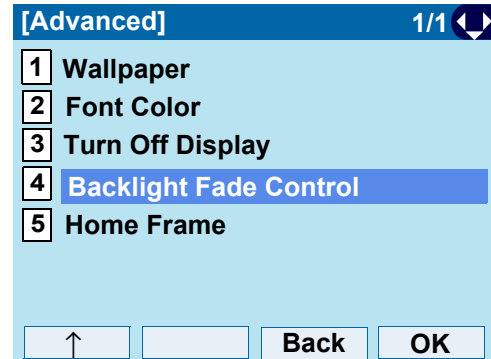 [Advanced] 1/1
1 Wallpaper
2 Font Color
3 Turn Off Display
4 Backlight Fade Control
5 Home Frame
↑ Back OK